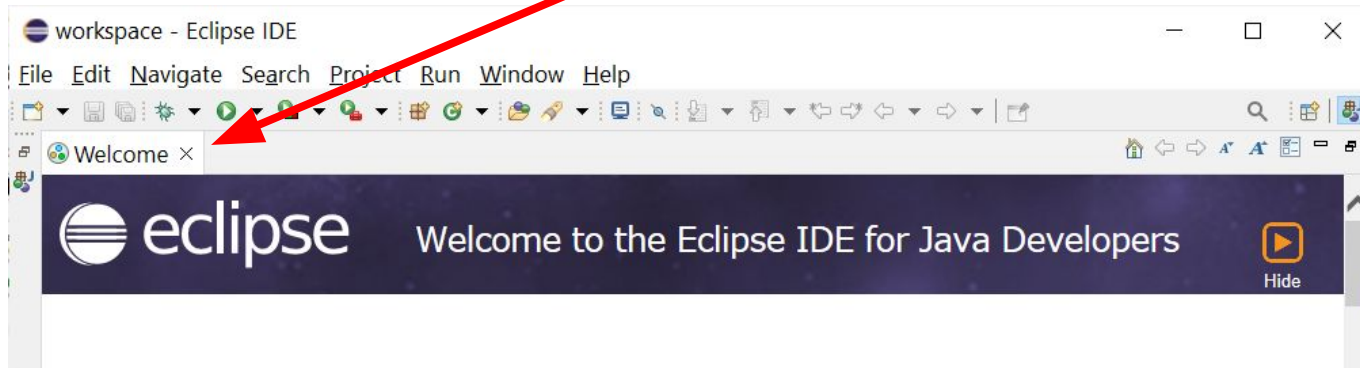 workspace - Eclipse IDE
File Edit Navigate Search Project Run Window Help
Welcome
eclipse Welcome to the Eclipse IDE for Java Developers
Hide